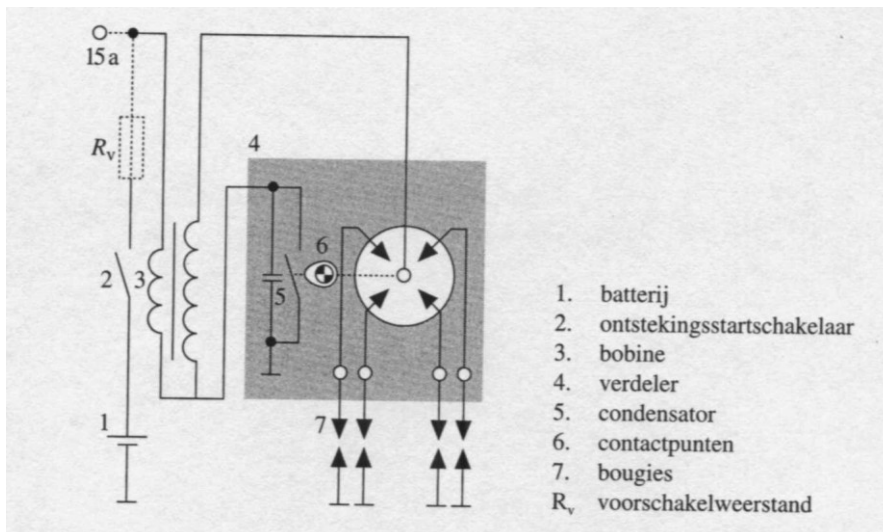 15a
R_v
4
6
2
3
5
1
7
1. batterij
2. ontstekingsstartschakelaar
3. bobine
4. verdeler
5. condensator
6. contactpunten
7. bougies
R_v voorschakelweerstand